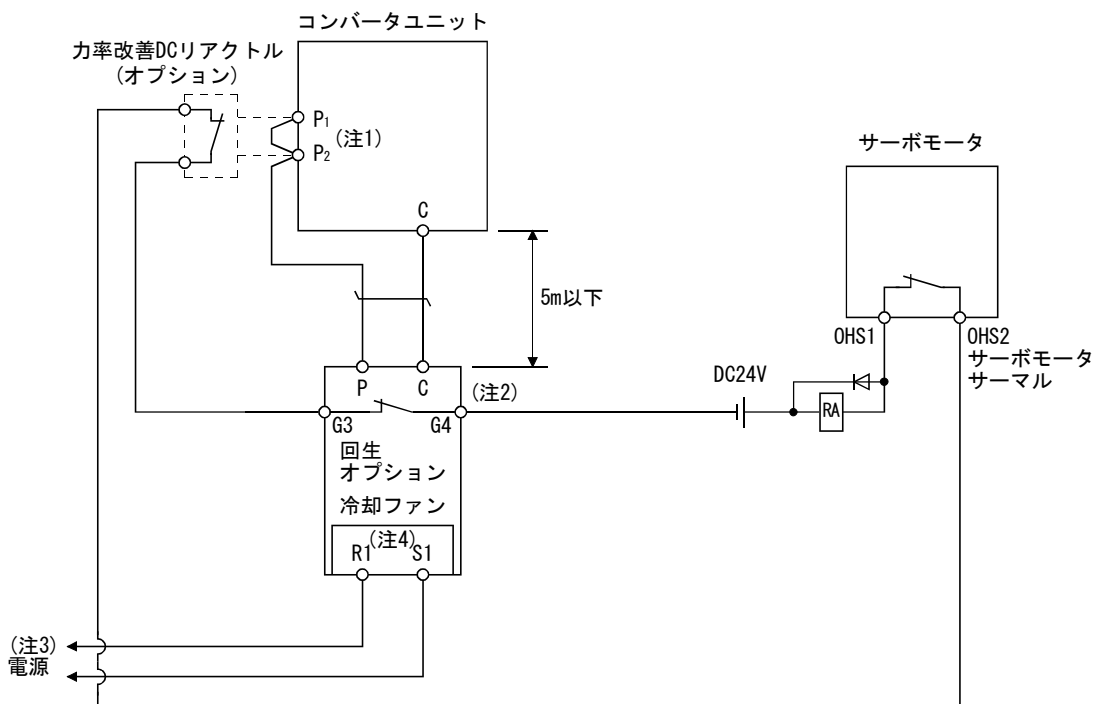 コンバータユニット
力率改善DCリアクトル
(オプション)
P1
(注1)
P2
サーボモータ
C
5m以下
OHS1
OHS2
サーボモータ
サーマル
DC24V
P
C
(注2)
RA
G3
G4
回生
オプション
冷却ファン
(注4)
R1
S1
(注3)
電源